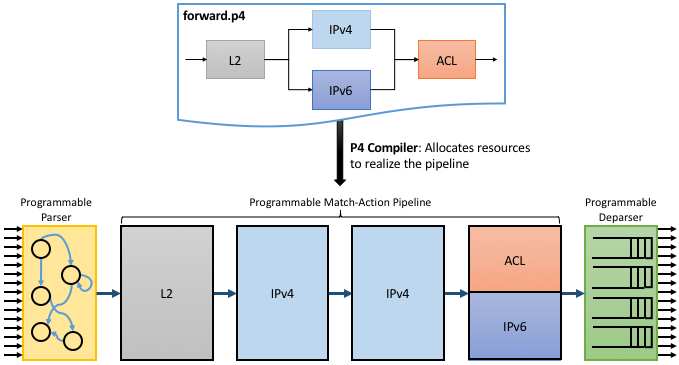 forward.p4
IPv4
L2
ACL
IPv6
P4 Compiler: Allocates resources
to realize the pipeline
Programmable
Parser
Programmable Match-Action Pipeline
Programmable
Deparser
L2
IPv4
IPv4
ACL
IPv6